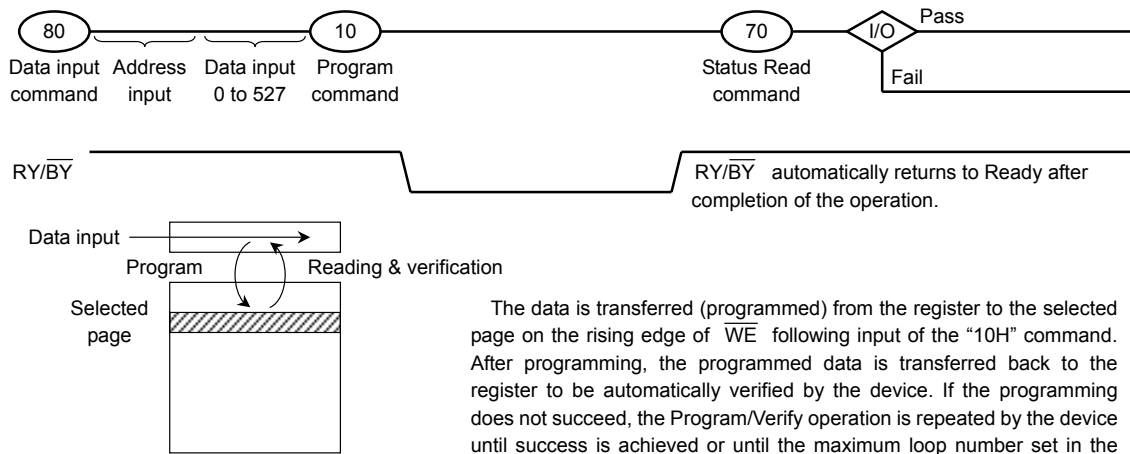 80 10 70 I/O Pass
Data input Address Data input Program Status Read
command input 0 to 527 command command Fail
RY/BY RY/BY automatically returns to Ready after
completion of the operation.
Data input
Program Reading & verification
Selected
page
The data is transferred (programmed) from the register to the selected
page on the rising edge of WE following input of the “10H” command.
After programming, the programmed data is transferred back to the
register to be automatically verified by the device. If the programming
does not succeed, the Program/Verify operation is repeated by the device
until success is achieved or until the maximum loop number set in the